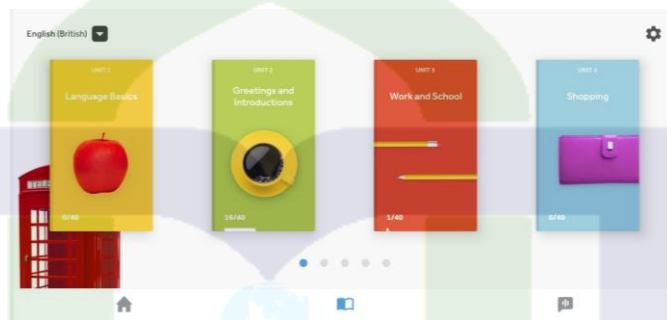 English (British)
UNIT 1
Language Basics
0/40
UNIT 2
Greetings and
Introductions
16/40
UNIT 3
Work and School
1/40
UNIT 4
Shopping
0/40